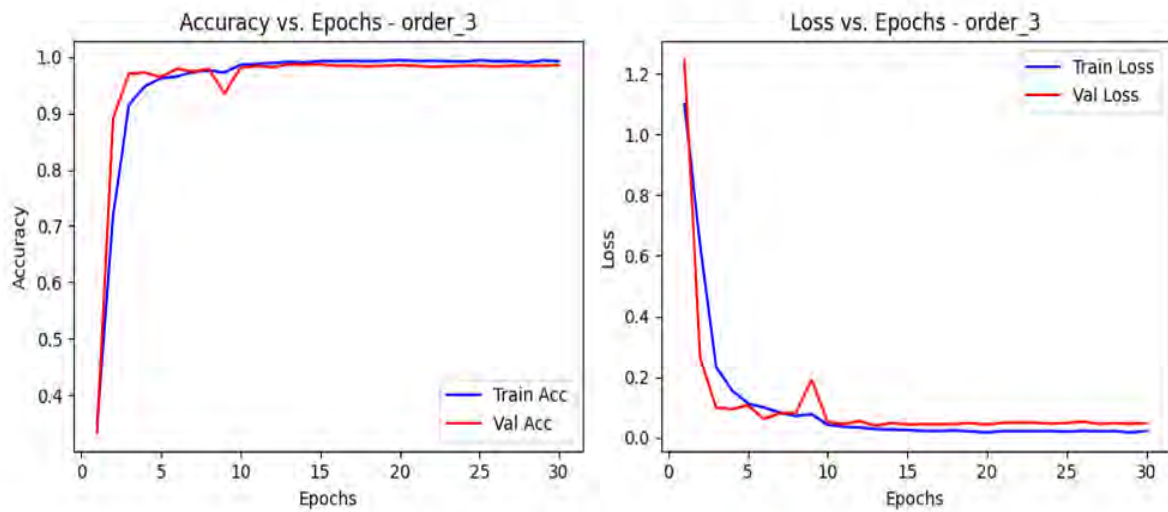 Accuracy vs. Epochs - order_3
1.0
0.9
0.8
0.7
0.6
0.5
0.4
Accuracy
Train Acc
Val Acc
0 5 10 15 20 25 30
Epochs
Loss vs. Epochs - order_3
1.2
1.0
0.8
0.6
0.4
0.2
0.0
Loss
Train Loss
Val Loss
0 5 10 15 20 25 30
Epochs